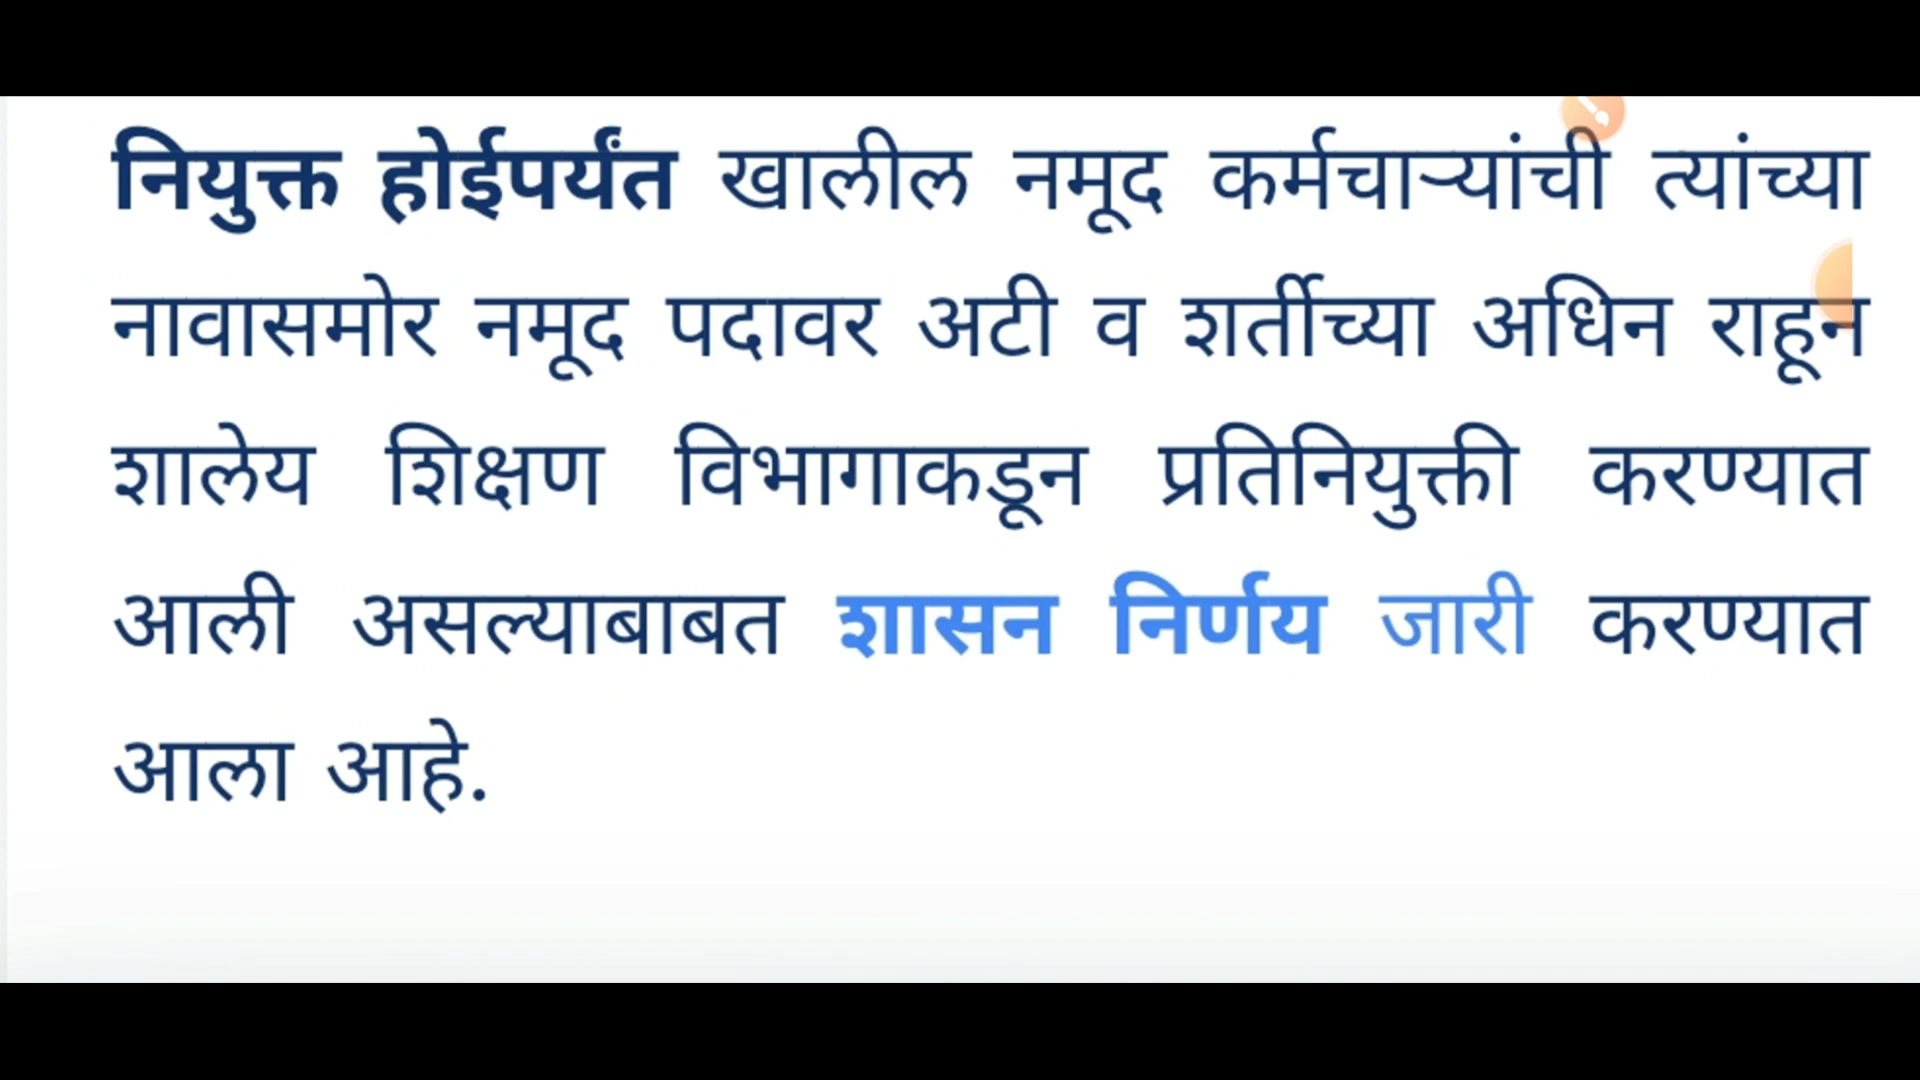 नियुक्त होईपर्यंत खालील नमूद कर्मचाऱ्यांची त्यांच्या
नावासमोर नमूद पदावर अटी व शर्तीच्या अधिन राहून
शालेय शिक्षण विभागाकडून प्रतिनियुक्ती करण्यात
आली असल्याबाबत शासन निर्णय जारी करण्यात
आला आहे.